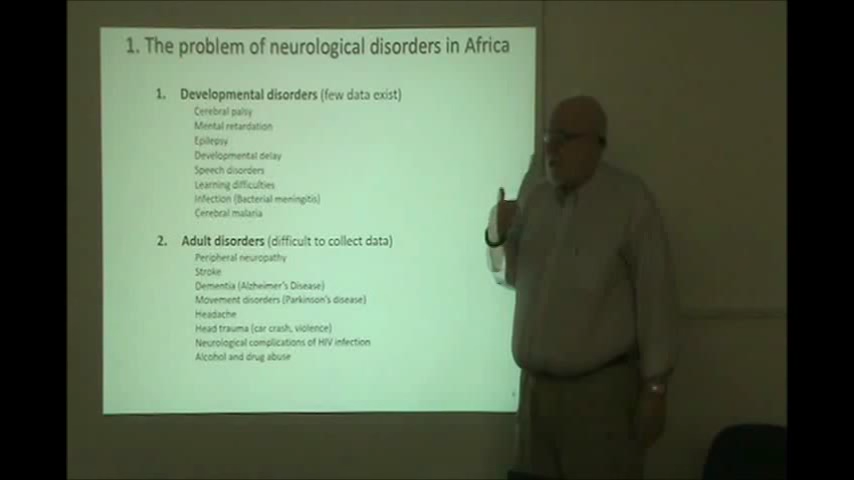 1. The problem of neurological disorders in Africa
1. Developmental disorders (few data exist)
Cerebral palsy
Mental retardation
Epilepsy
Developmental delay
Speech disorders
Learning difficulties
Infection (Bacterial meningitis)
Cerebral malaria
2. Adult disorders (difficult to collect data)
Peripheral neuropathy
Stroke
Dementia (Alzheimer's Disease)
Movement disorders (Parkinson's disease)
Headache
Head trauma (car crash, violence)
Neurological complications of HIV infection
Alcohol and drug abuse